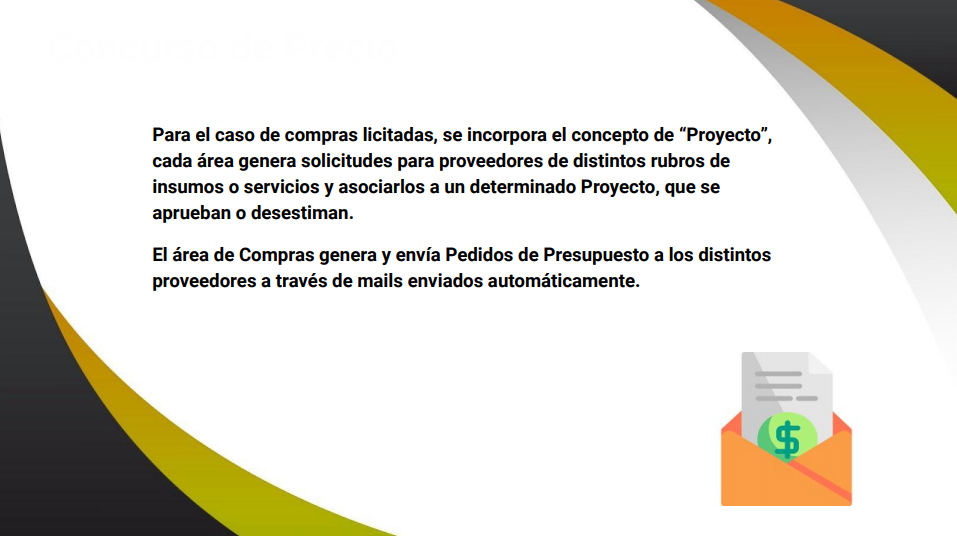 Para el caso de compras licitadas, se incorpora el concepto de “Proyecto”,
cada área genera solicitudes para proveedores de distintos rubros de
insumos o servicios y asociarlos a un determinado Proyecto, que se
aprueban o desestiman.
El área de Compras genera y envía Pedidos de Presupuesto a los distintos
proveedores a través de mails enviados automáticamente.
$